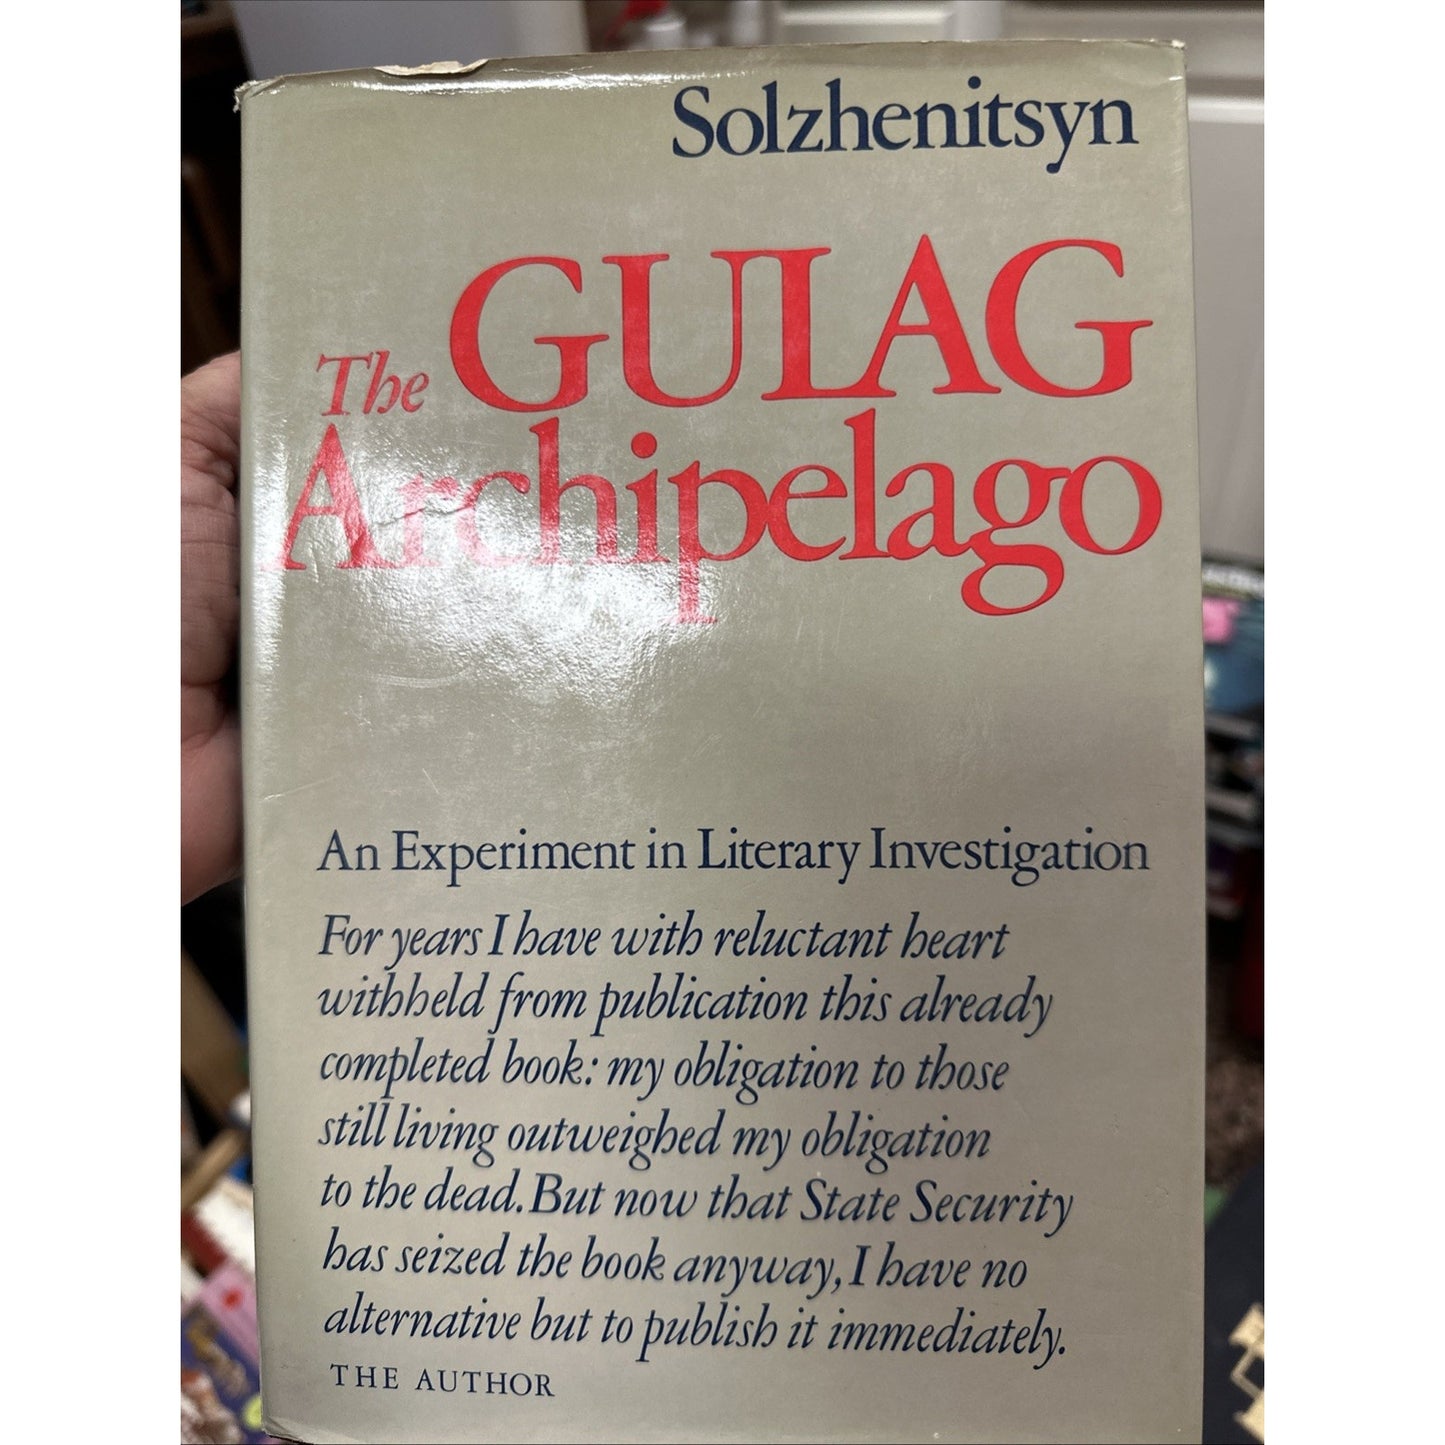 Solzhenitsyn
The GULAG
Archipelago
An Experiment in Literary Investigation
For years I have with reluctant heart
withheld from publication this already
completed book: my obligation to those
still living outweighed my obligation
to the dead. But now that State Security
has seized the book anyway, I have no
alternative but to publish it immediately.
THE AUTHOR